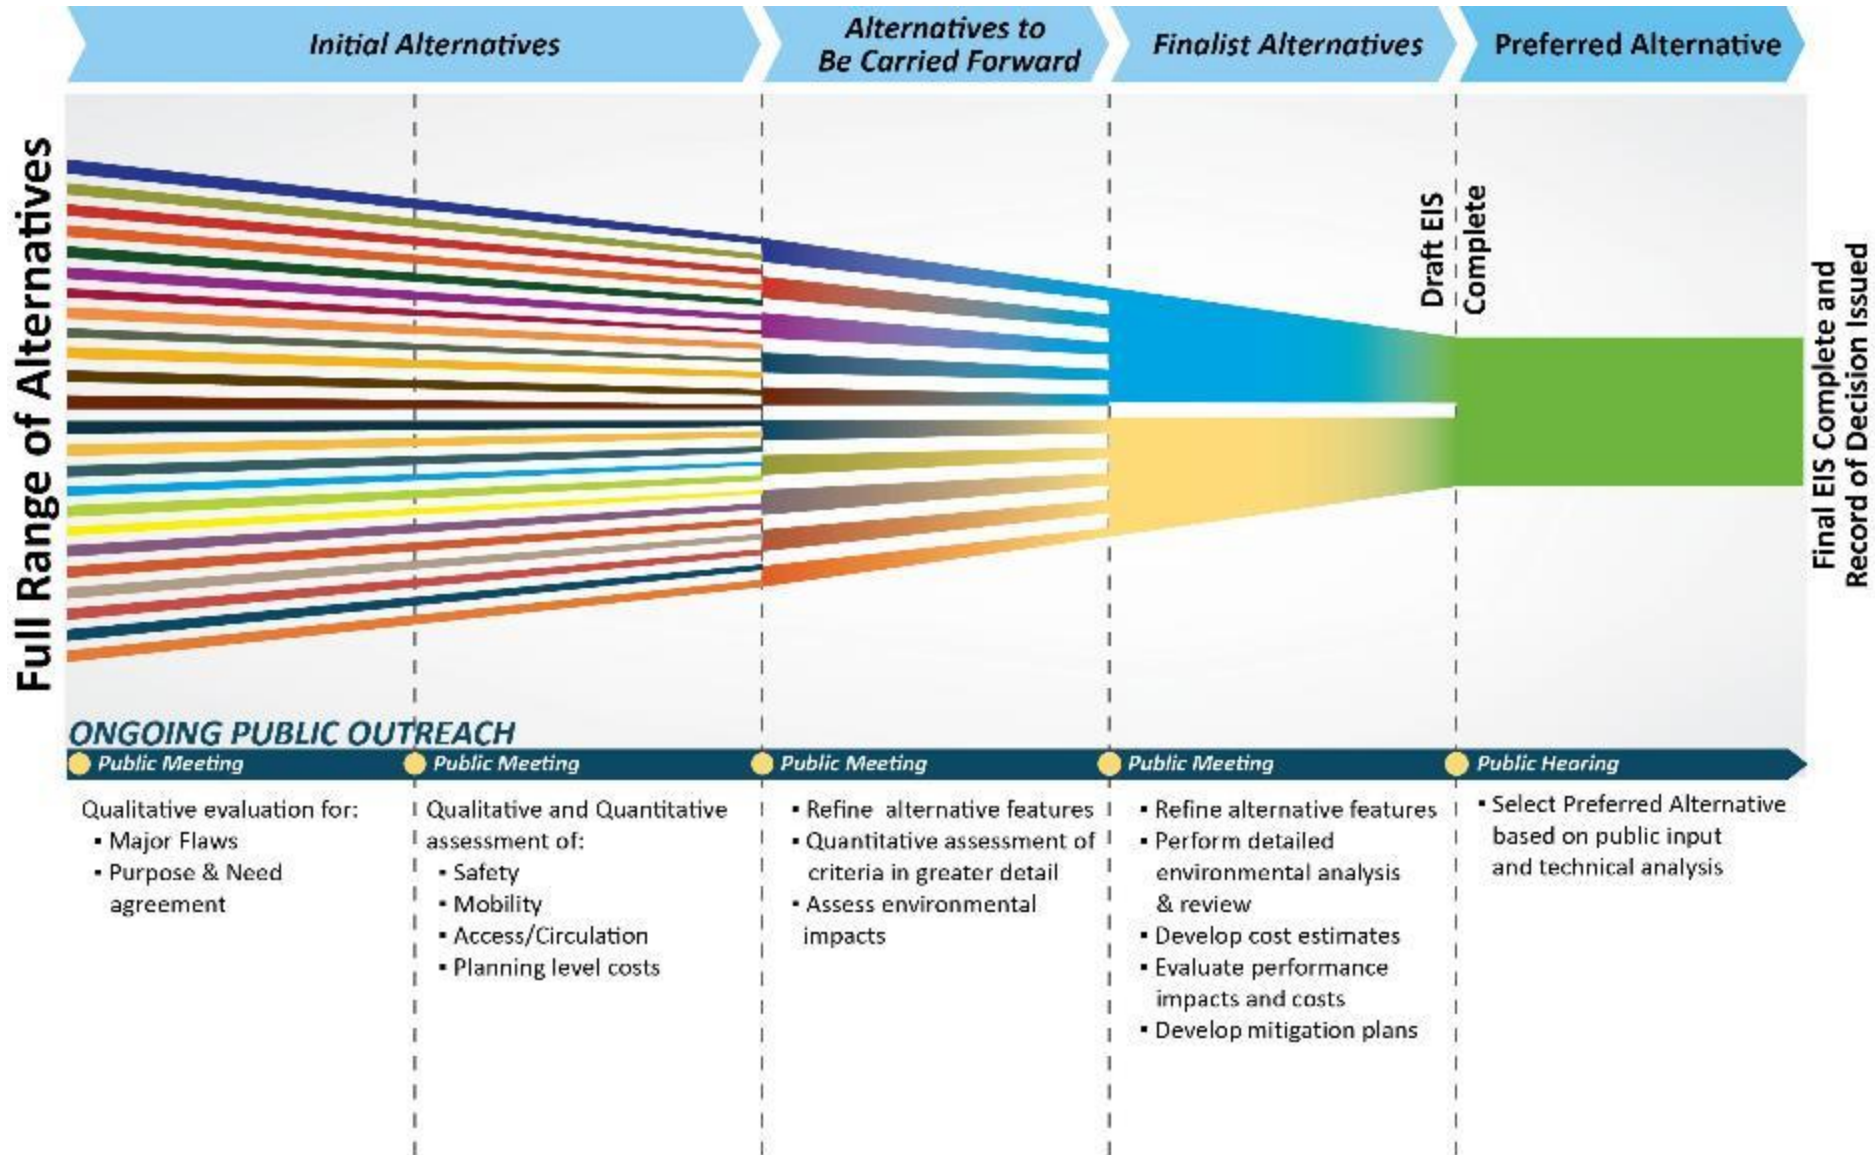 Initial Alternatives
Alternatives to
Be Carried Forward
Finalist Alternatives
Preferred Alternative
Full Range of Alternatives
Draft EIS
Complete
Final EIS Complete and
Record of Decision Issued
ONGOING PUBLIC OUTREACH
Public Meeting
Public Meeting
Public Meeting
Public Meeting
Public Hearing
Qualitative evaluation for:
▪ Major Flaws
▪ Purpose & Need
agreement
Qualitative and Quantitative
assessment of:
▪ Safety
▪ Mobility
▪ Access/Circulation
▪ Planning level costs
▪ Refine alternative features
▪ Quantitative assessment of
criteria in greater detail
▪ Assess environmental
impacts
▪ Refine alternative features
▪ Perform detailed
environmental analysis
& review
▪ Develop cost estimates
▪ Evaluate performance
impacts and costs
▪ Develop mitigation plans
▪ Select Preferred Alternative
based on public input
and technical analysis